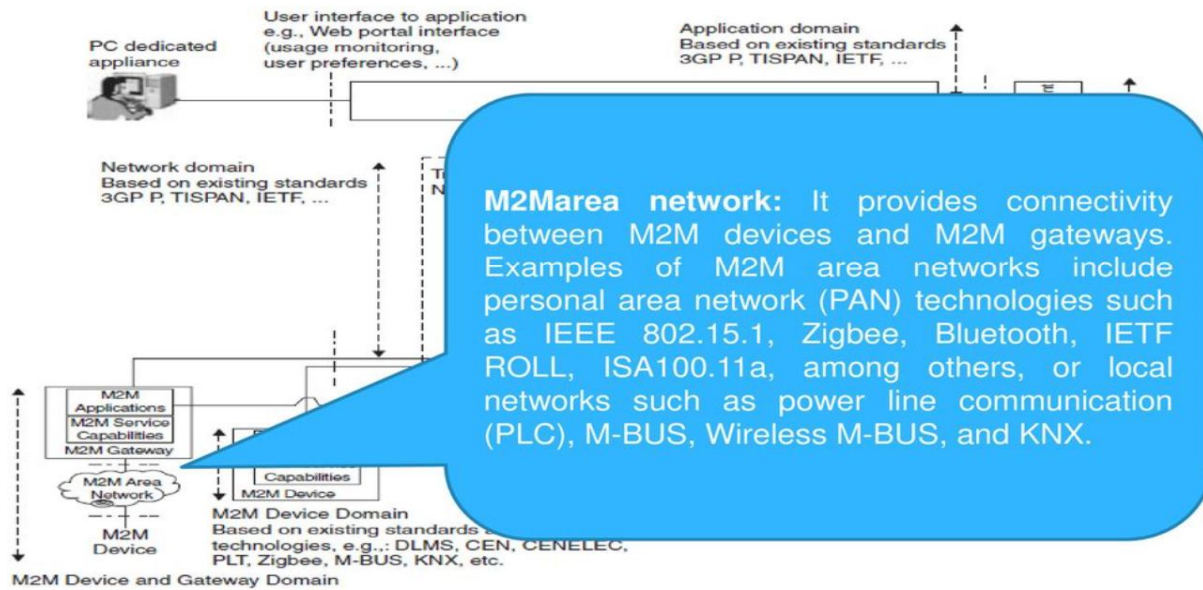 User interface to application
e.g., Web portal interface
(usage monitoring,
user preferences, ...)
PC dedicated
appliance
Application domain
Based on existing standards
3GP P, TISPAN, IETF, ...
Network domain
Based on existing standards
3GP P, TISPAN, IETF, ...
M2Marea network: It provides connectivity
between M2M devices and M2M gateways.
Examples of M2M area networks include
personal area network (PAN) technologies such
as IEEE 802.15.1, Zigbee, Bluetooth, IETF
ROLL, ISA100.11a, among others, or local
networks such as power line communication
(PLC), M-BUS, Wireless M-BUS, and KNX.
M2M
Applications
M2M Service
Capabilities
M2M Gateway
M2M Area
Network
M2M
Device
Capabilities
M2M Device
M2M Device Domain
Based on existing standards
technologies, e.g.,: DLMS, CEN, CENELEC,
PLT, Zigbee, M-BUS, KNX, etc.
M2M Device and Gateway Domain